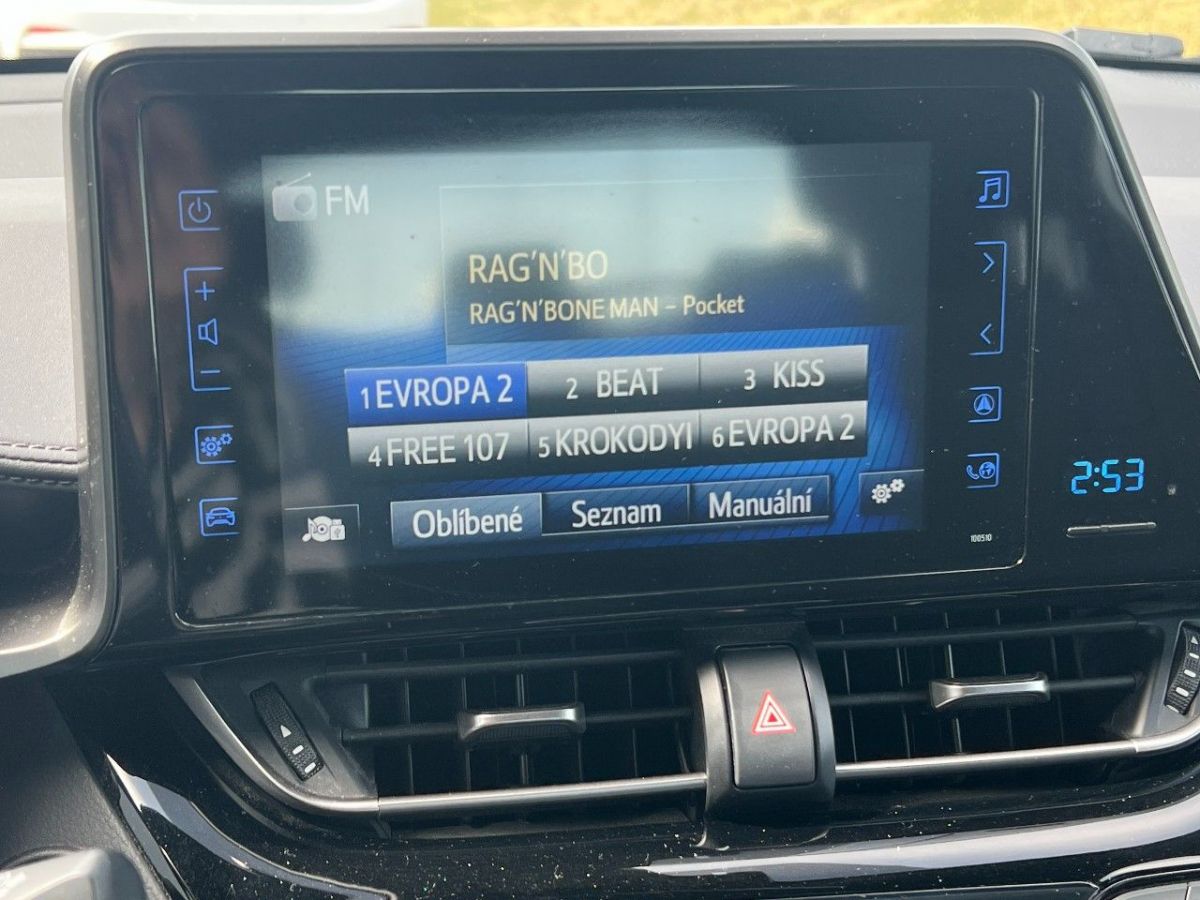 FM
RAG'N'BO
RAG'N'BONE MAN – Pocket
1 EVROPA 2 2 BEAT 3 KISS
4 FREE 107 5 KROKODYI 6 EVROPA 2
Oblíbené Seznam Manuální
100510
2:53